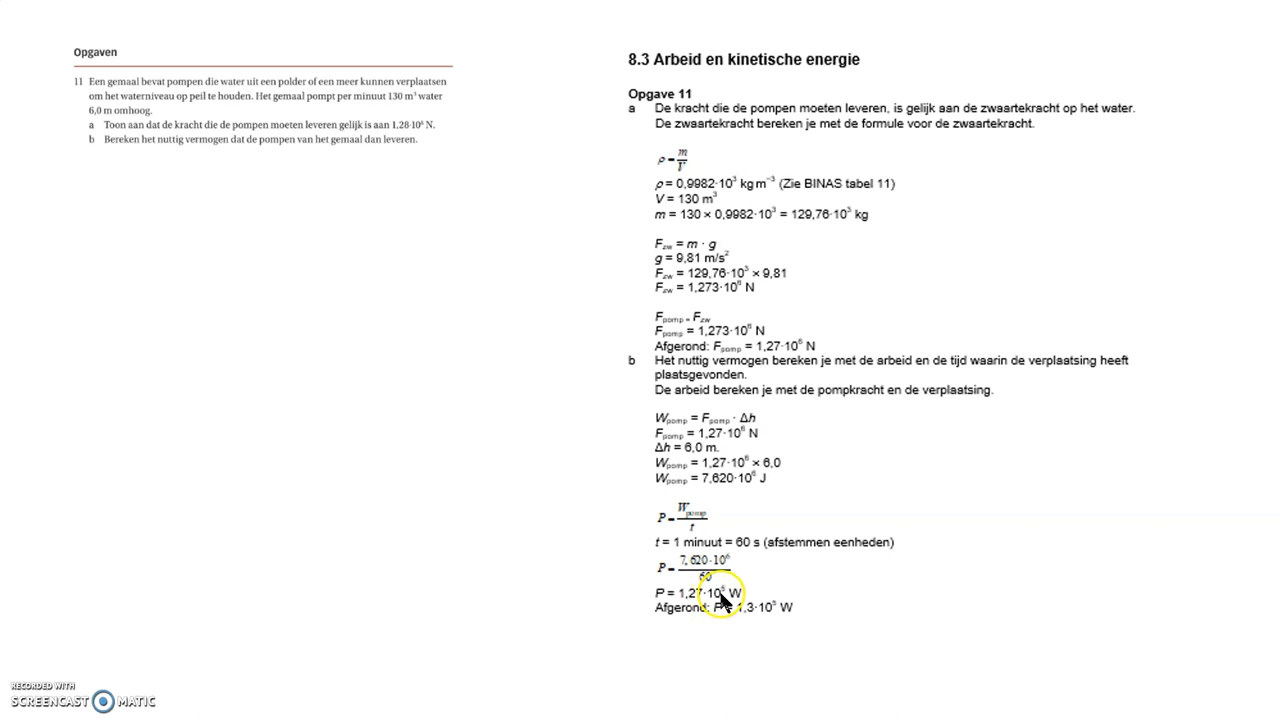 Opgaven
11 Een gemaal bevat pompen die water uit een polder of een meer kunnen verplaatsen
om het waterniveau op peil te houden. Het gemaal pompt per minuut 130 m³ water
6,0 m omhoog.
a Toon aan dat de kracht die de pompen moeten leveren gelijk is aan 1,28·10⁶ N.
b Bereken het nuttig vermogen dat de pompen van het gemaal dan leveren.
8.3 Arbeid en kinetische energie
Opgave 11
a De kracht die de pompen moeten leveren, is gelijk aan de zwaartekracht op het water.
De zwaartekracht bereken je met de formule voor de zwaartekracht.
ρ = m/V
ρ = 0,9982·10³ kg m⁻³ (Zie BINAS tabel 11)
V = 130 m³
m = 130 × 0,9982·10³ = 129,76·10³ kg
Fzw = m · g
g = 9,81 m/s²
Fzw = 129,76·10³ × 9,81
Fzw = 1,273·10⁶ N
Fpomp = Fzw
Fpomp = 1,273·10⁶ N
Afgerond: Fpomp = 1,27·10⁶ N
b Het nuttig vermogen bereken je met de arbeid en de tijd waarin de verplaatsing heeft
plaatsgevonden.
De arbeid bereken je met de pompkracht en de verplaatsing.
Wpomp = Fpomp · Δh
Fpomp = 1,27·10⁶ N
Δh = 6,0 m.
Wpomp = 1,27·10⁶ × 6,0
Wpomp = 7,620·10⁶ J
P = Wpomp/t
t = 1 minuut = 60 s (afstemmen eenheden)
P = 7,620·10⁶/60
P = 1,27·10⁵ W
Afgerond: P = 1,3·10⁵ W
RECORDED WITH
SCREENCAST MATIC